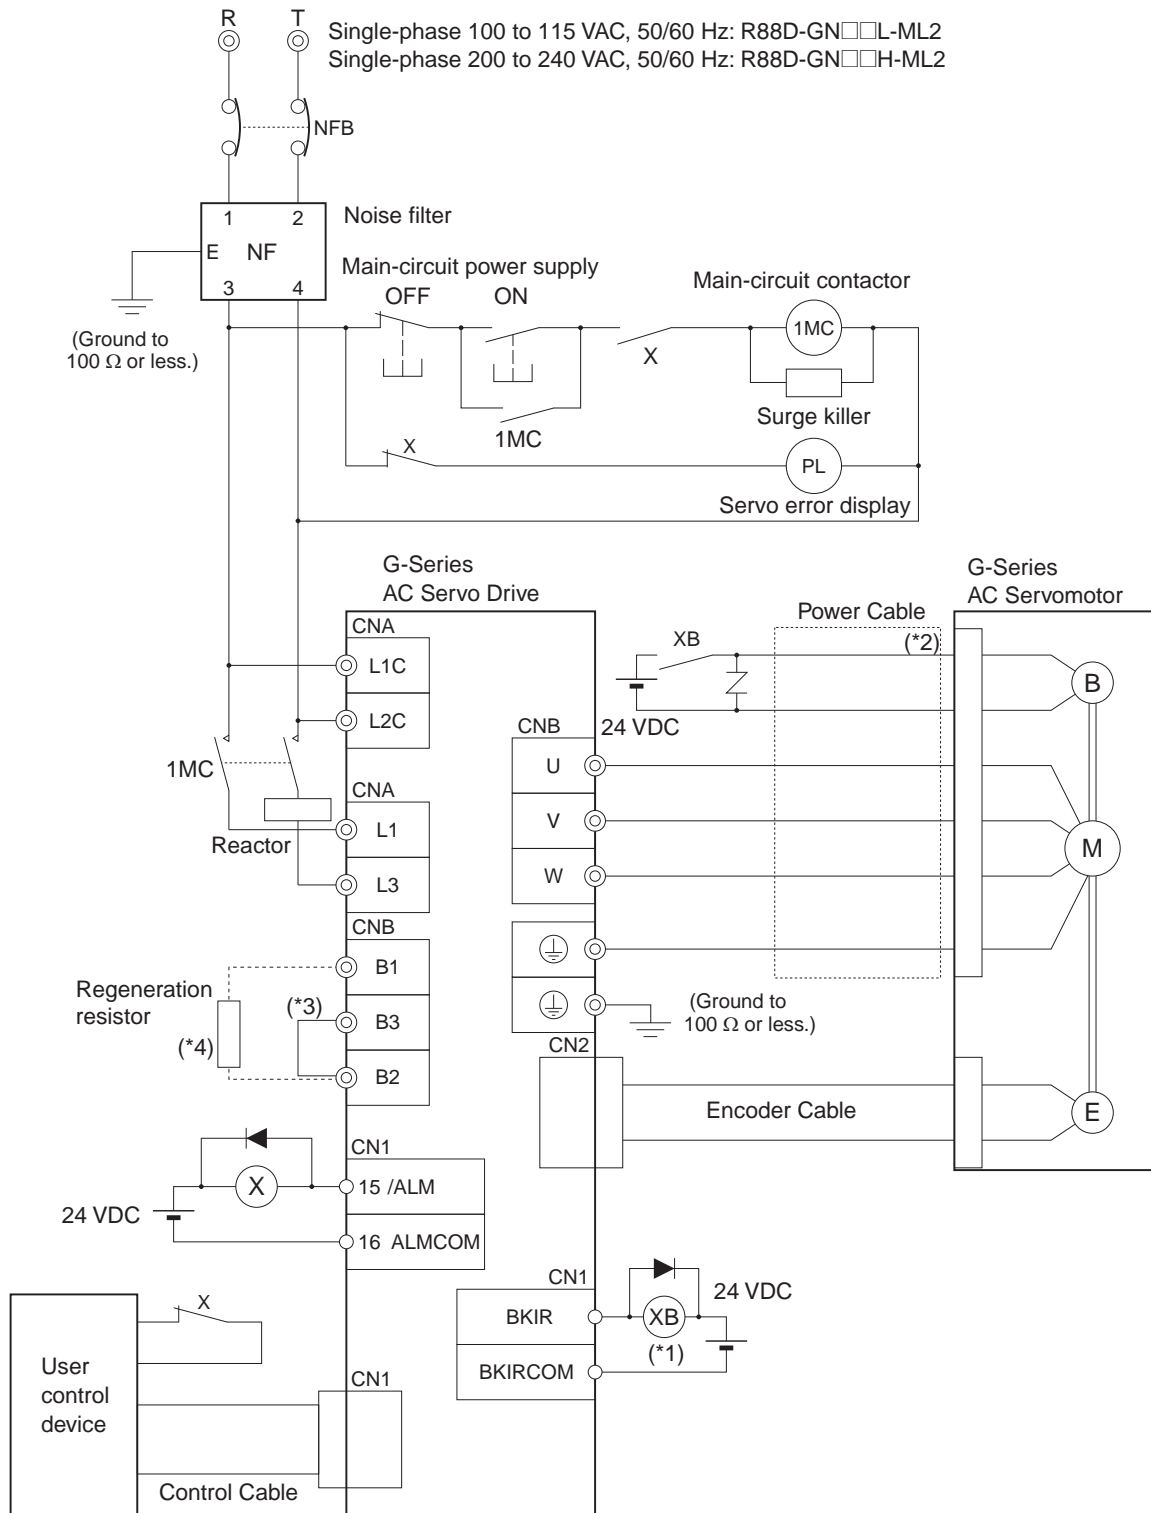 R T
Single-phase 100 to 115 VAC, 50/60 Hz: R88D-GN□□L-ML2
Single-phase 200 to 240 VAC, 50/60 Hz: R88D-GN□□H-ML2
NFB
1 2
Noise filter
E NF
3 4
(Ground to
100 Ω or less.)
Main-circuit power supply
OFF ON
Main-circuit contactor
1MC
X
Surge killer
1MC
X
PL
Servo error display
G-Series
AC Servo Drive
G-Series
AC Servomotor
CNA
L1C
L2C
XB
Power Cable
(*2)
B
24 VDC
CNB
U
V
W
M
1MC
Reactor
CNA
L1
L3
CNB
B1
B3
B2
Regeneration
resistor
(*3)
(*4)
(Ground to
100 Ω or less.)
CN2
Encoder Cable
E
CN1
X
15 /ALM
24 VDC
16 ALMCOM
CN1
BKIR
XB
24 VDC
(*1)
BKIRCOM
X
User
control
device
CN1
Control Cable